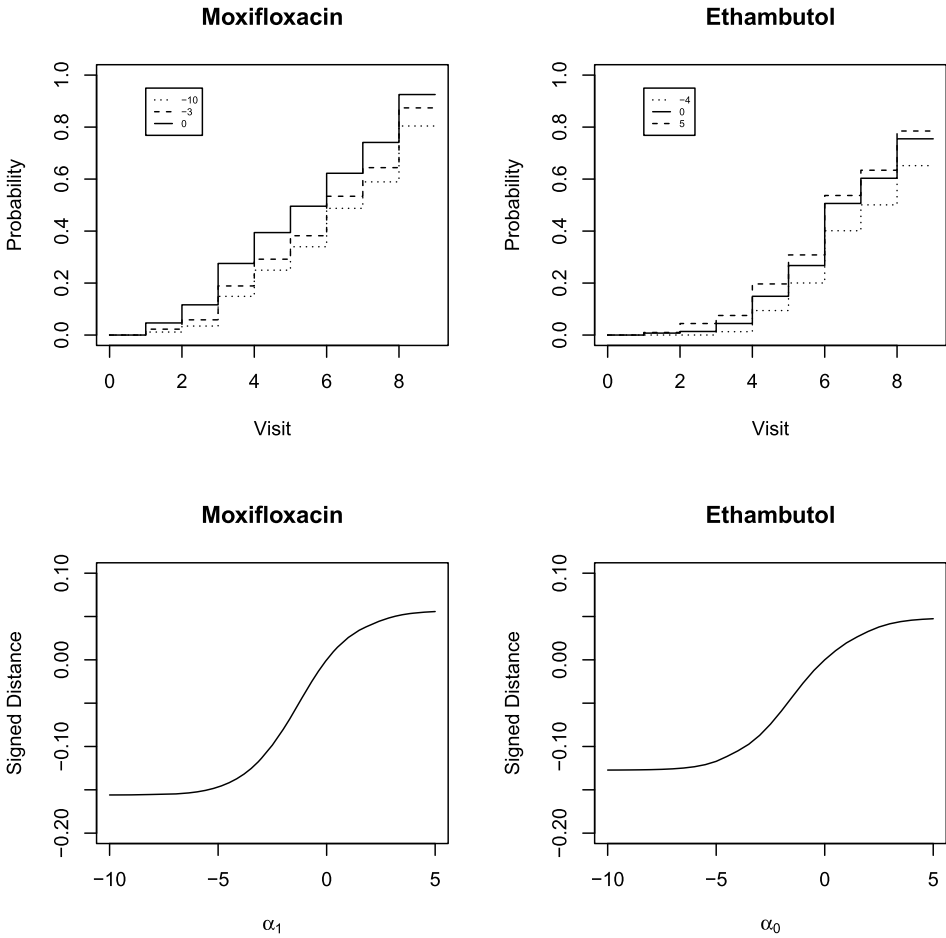 Moxifloxacin
Probability
1.0
0.8
0.6
0.4
0.2
0.0
−10
−3
0
0 2 4 6 8
Visit
Ethambutol
Probability
1.0
0.8
0.6
0.4
0.2
0.0
−4
0
5
0 2 4 6 8
Visit
Moxifloxacin
Signed Distance
0.10
0.00
−0.10
−0.20
−10 −5 0 5
α1
Ethambutol
Signed Distance
0.10
0.00
−0.10
−0.20
−10 −5 0 5
α0